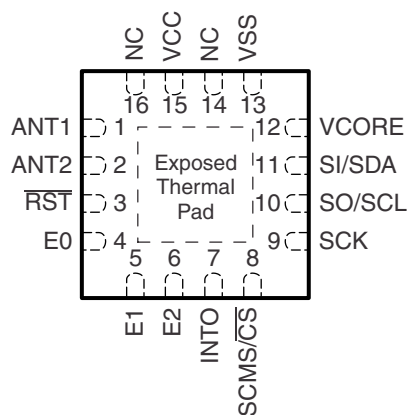 NC VCC NC VSS
16 15 14 13
ANT1 1 12 VCORE
ANT2 2 Exposed 11 SI/SDA
Thermal
RST 3 Pad 10 SO/SCL
E0 4 9 SCK
5 6 7 8
E1 E2 INTO SCMS/CS